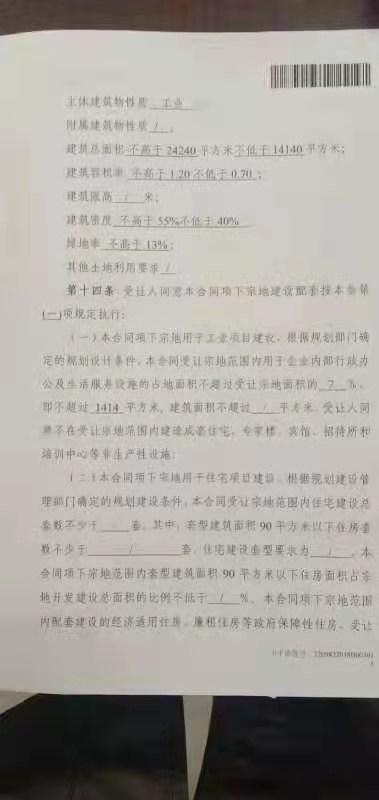 主体建筑物性质 工业
附属建筑物性质 / 。
建筑总面积 不高于 24240 平方米不低于 14140 平方米;
建筑容积率 不高于 1.20 不低于 0.70 ;
建筑限高 / 米;
建筑密度 不高于 55%不低于 40%
绿地率 不高于 13% ;
其他土地利用要求 /
第十四条 受让人同意本合同项下宗地建设配套按本条第
(一)项规定执行:
(一)本合同项下宗地用于工业项目建设,根据规划部门确
定的规划设计条件,本合同受让宗地范围内用于企业内部行政办
公及生活服务设施的占地面积不超过受让宗地面积的 7 %,
即不超过 1414 平方米,建筑面积不超过 / 平方米。受让人同
意不在受让宗地范围内建造成套住宅、专家楼、宾馆、招待所和
培训中心等非生产性设施;
(二)本合同项下宗地用于住宅项目建设,根据规划建设管
理部门确定的规划建设条件,本合同受让宗地范围内住宅建设总
套数不少于 / 套。其中,套型建筑面积 90 平方米以下住房套
数不少于 / 套,住宅建设套型要求为 / 。本
合同项下宗地范围内套型建筑面积 90 平方米以下住房面积占宗
地开发建设总面积的比例不低于 / %。本合同项下宗地范围
内配套建设的经济适用住房、廉租住房等政府保障性住房,受让